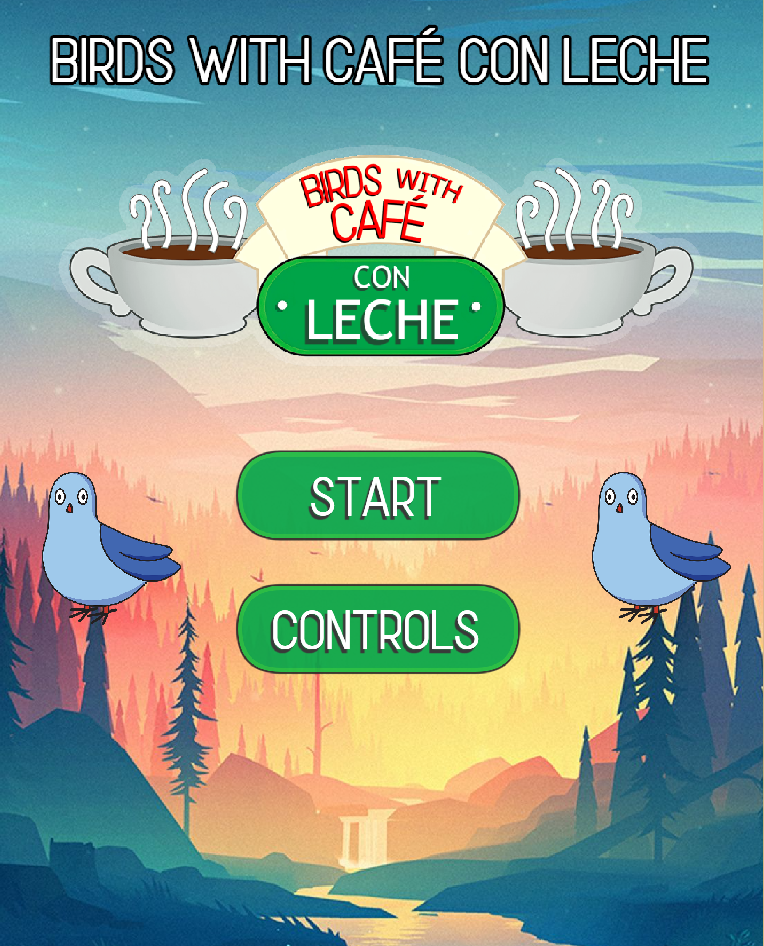 BIRDS WITH CAFÉ CON LECHE
BIRDS WITH
CAFÉ
CON
• LECHE •
START
CONTROLS